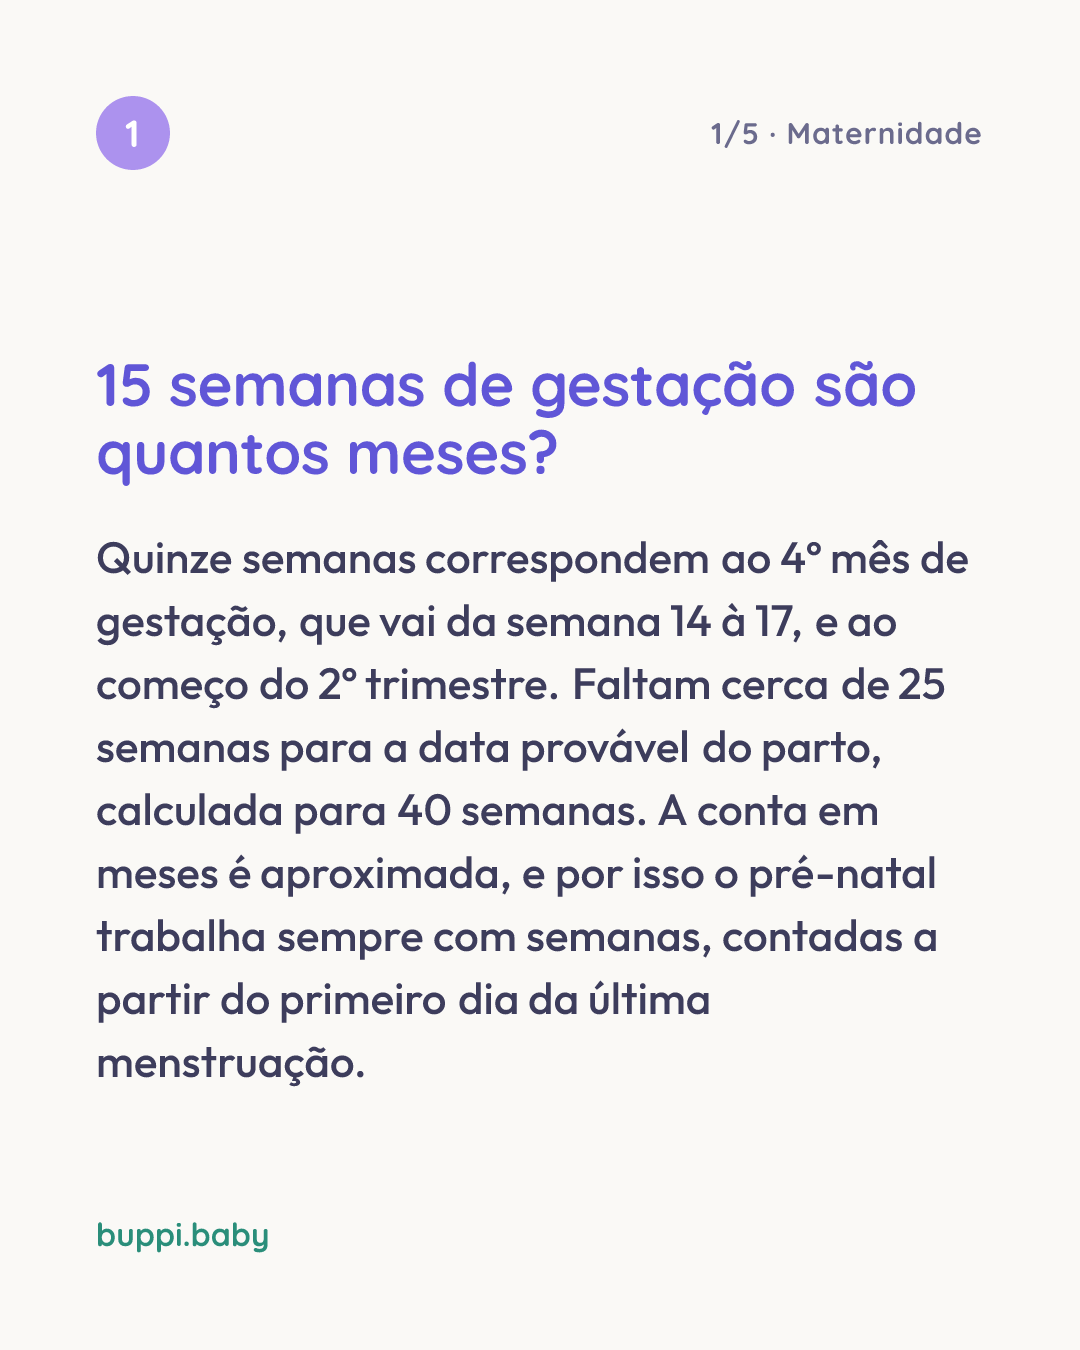 1
1/5 · Maternidade
15 semanas de gestação são
quantos meses?
Quinze semanas correspondem ao 4º mês de
gestação, que vai da semana 14 à 17, e ao
começo do 2º trimestre. Faltam cerca de 25
semanas para a data provável do parto,
calculada para 40 semanas. A conta em
meses é aproximada, e por isso o pré-natal
trabalha sempre com semanas, contadas a
partir do primeiro dia da última
menstruação.
buppi.baby